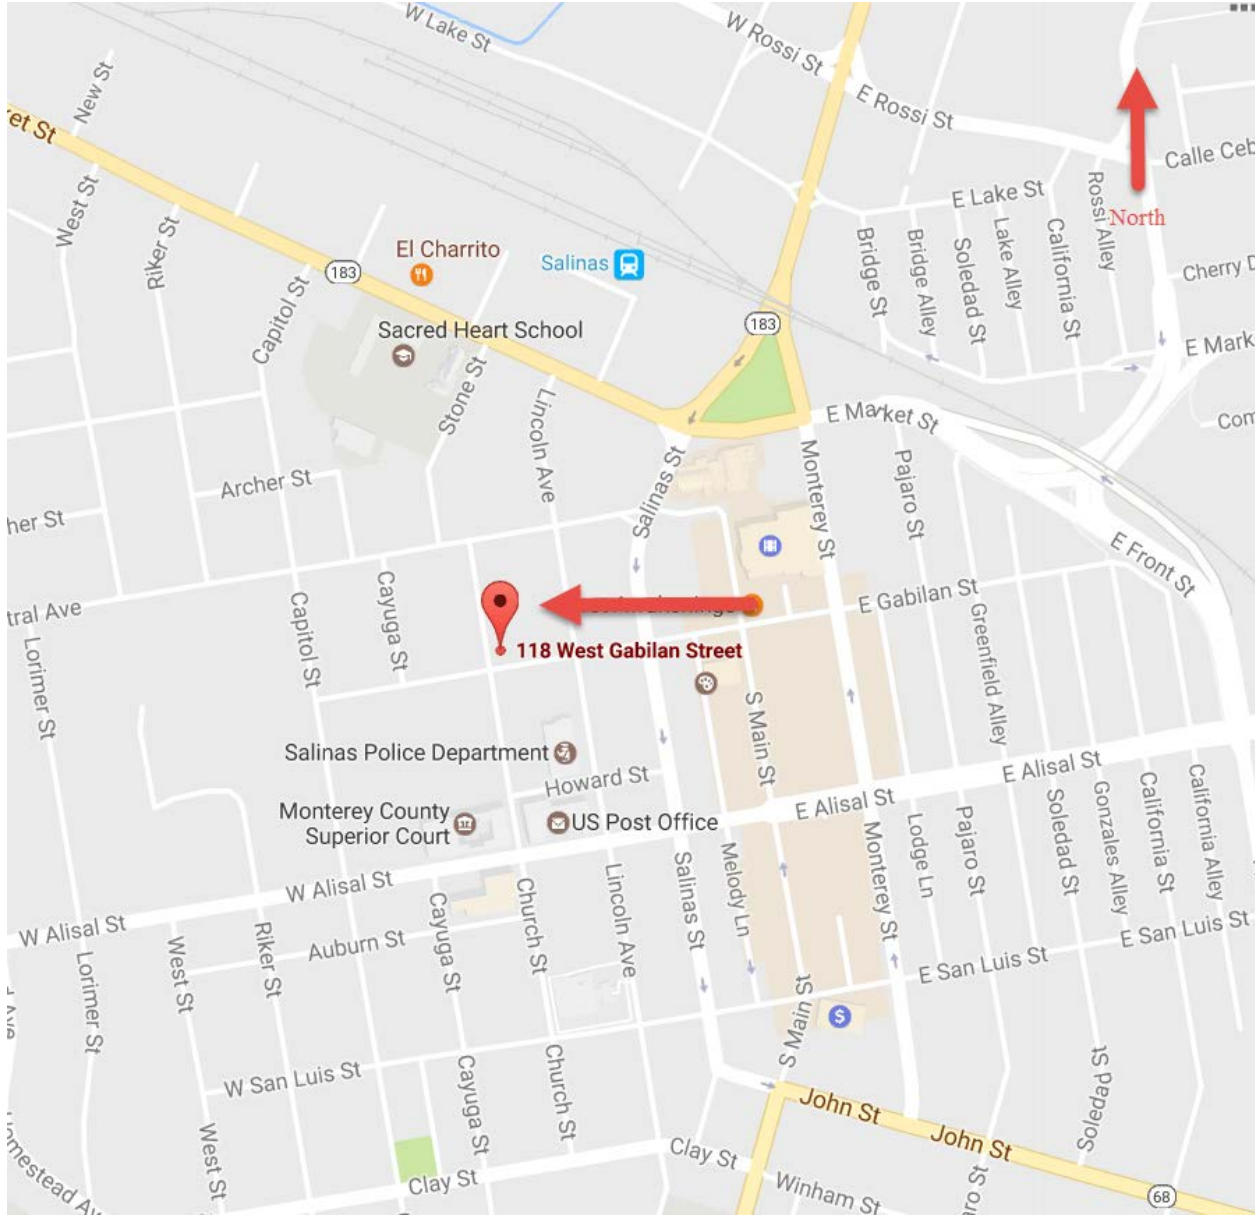 W Lake St
W Rossi St
E Rossi St
New St
ket St
Calle Ceb
West St
Riker St
E Lake St
Rossi Alley
North
El Charrito
Salinas
183
Bridge St
Bridge Alley
Soledad St
Lake Alley
California St
Cherry D
Capitol St
183
Sacred Heart School
E Mark
Stone St
Lincoln Ave
E Market St
Com
Salinas St
Monterey St
Pajaro St
Archer St
her St
E Front St
tral Ave
Cayuga St
Capitol St
E Gabilan St
Greenfield Alley
Lorimer St
118 West Gabilan Street
S Main St
Salinas Police Department
Howard St
E Alisal St
E Alisal St
Monterey County
Superior Court
US Post Office
Soledad St
Gonzales Alley
California St
California Alley
W Alisal St
W Alisal St
Salinas St
Melody Ln
Monterey St
Lodge Ln
Pajaro St
Cayuga St
Church St
Lincoln Ave
Auburn St
Lorimer St
West St
Riker St
E San Luis St
E San Luis St
Ave
S Main St
W San Luis St
Cayuga St
Church St
Soledad St
John St
John St
West St
Clay St
Clay St
Winham St
aro St
omestead Av
68